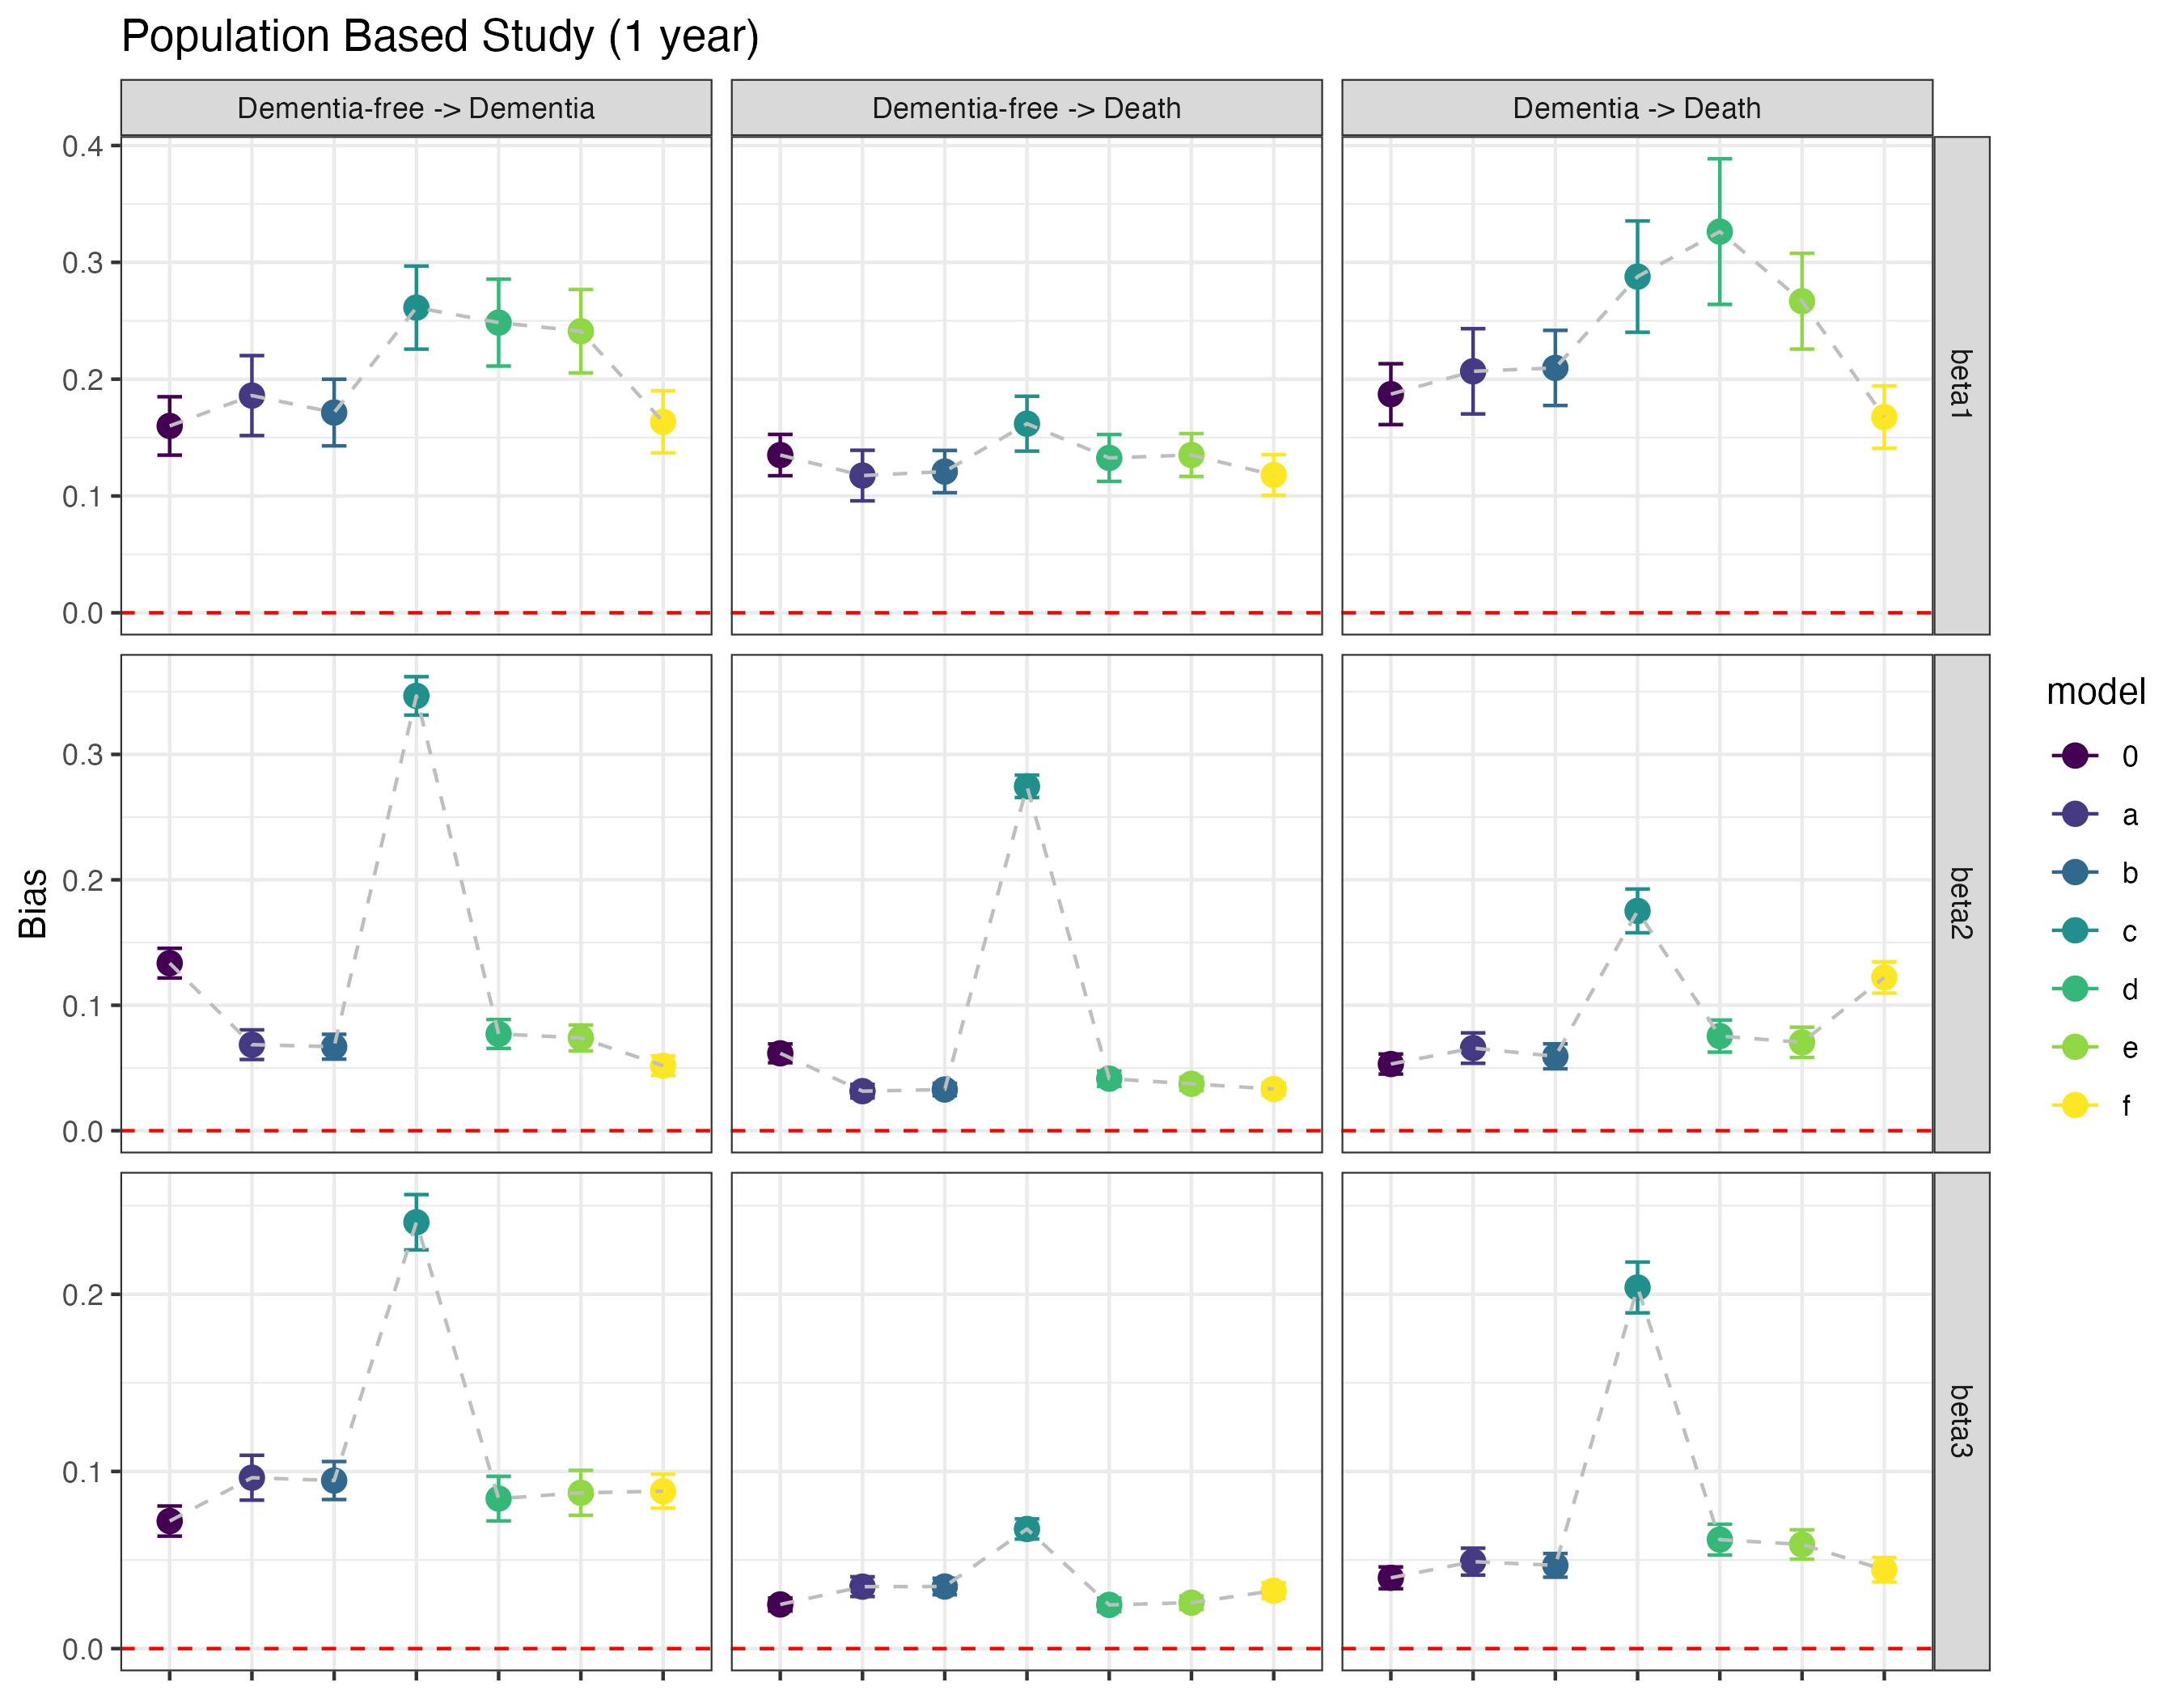 Population Based Study (1 year)
Dementia-free -> Dementia
Dementia-free -> Death
Dementia -> Death
0.4
0.3
0.2
0.1
0.0
beta1
0.3
0.2
0.1
0.0
beta2
0.2
0.1
0.0
beta3
Bias
model
0
a
b
c
d
e
f